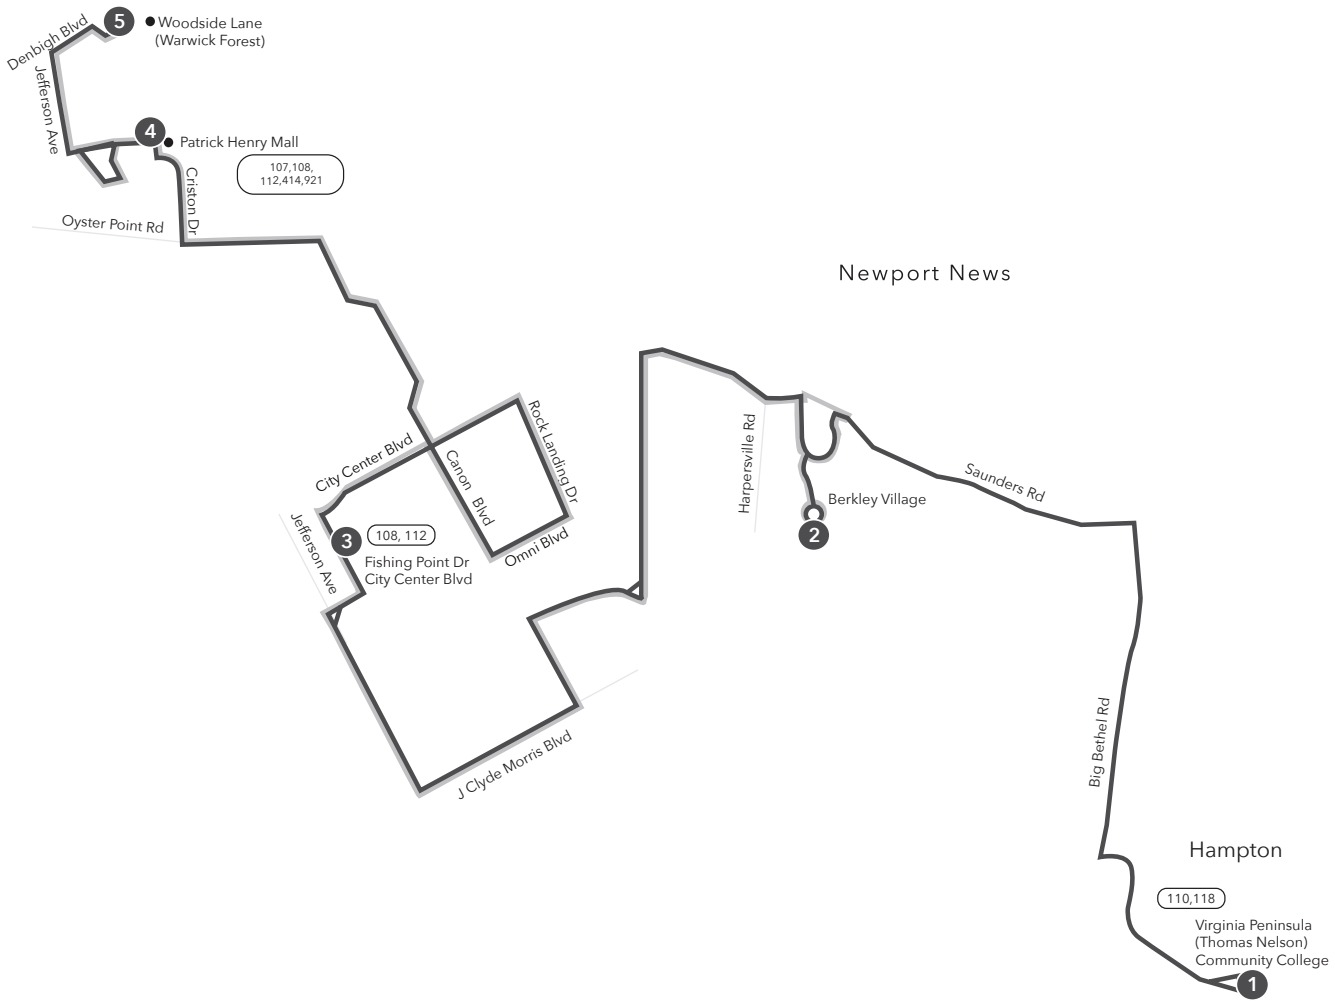 5
Woodside Lane
(Warwick Forest)
Denbigh Blvd
Jefferson Ave
4
Patrick Henry Mall
107,108,
112,414,921
Criston Dr
Oyster Point Rd
Newport News
Rock Landing Dr
City Center Blvd
Canon Blvd
Omni Blvd
Jefferson Ave
3
108, 112
Fishing Point Dr
City Center Blvd
Harpersville Rd
Saunders Rd
Berkley Village
2
J Clyde Morris Blvd
Big Bethel Rd
Hampton
110,118
Virginia Peninsula
(Thomas Nelson)
Community College
1